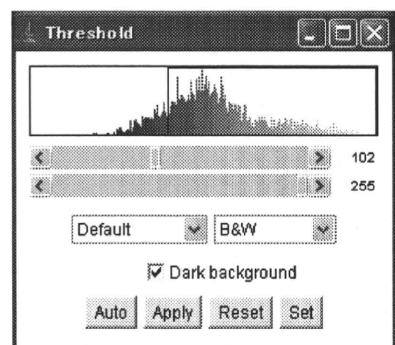 Threshold
102
255
Default B&W
Dark background
Auto Apply Reset Set